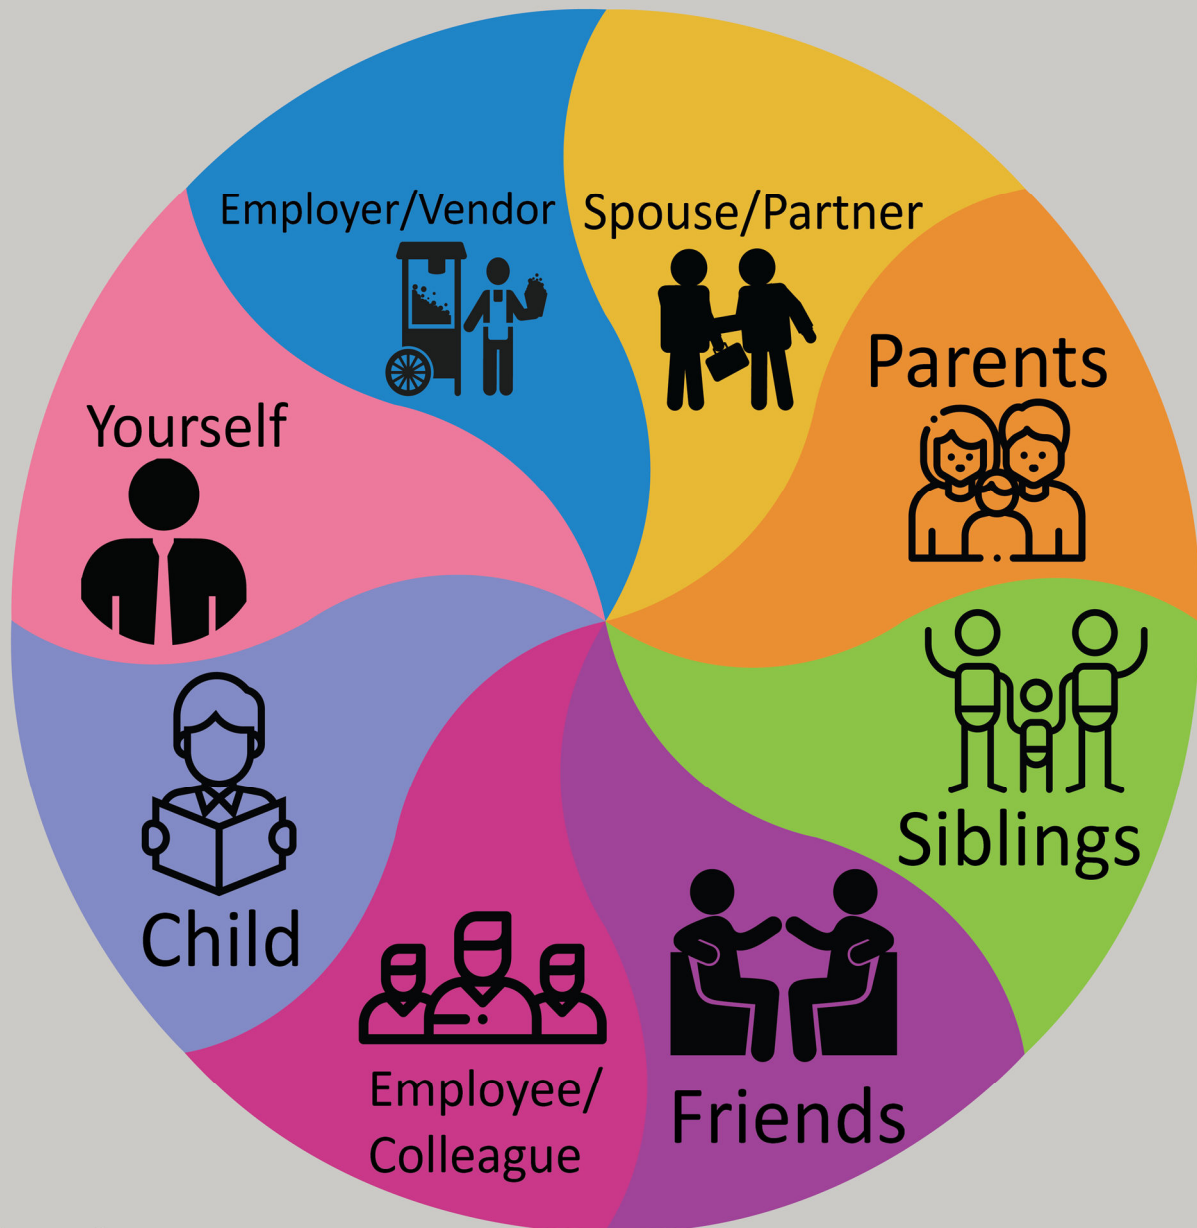 Employer/Vendor
Spouse/Partner
Parents
Yourself
Siblings
Child
Employee/
Colleague
Friends